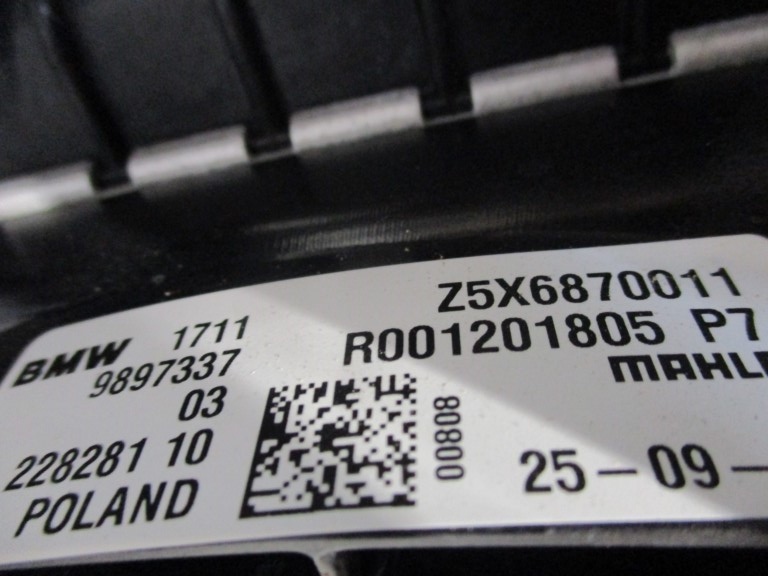 BMW 1711
9897337
03
228281 10
POLAND
Z5X6870011
R001201805 P7
MAHLE
00808
25-09-